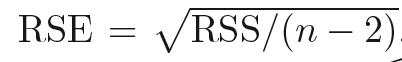 RSE = √RSS/(n − 2).